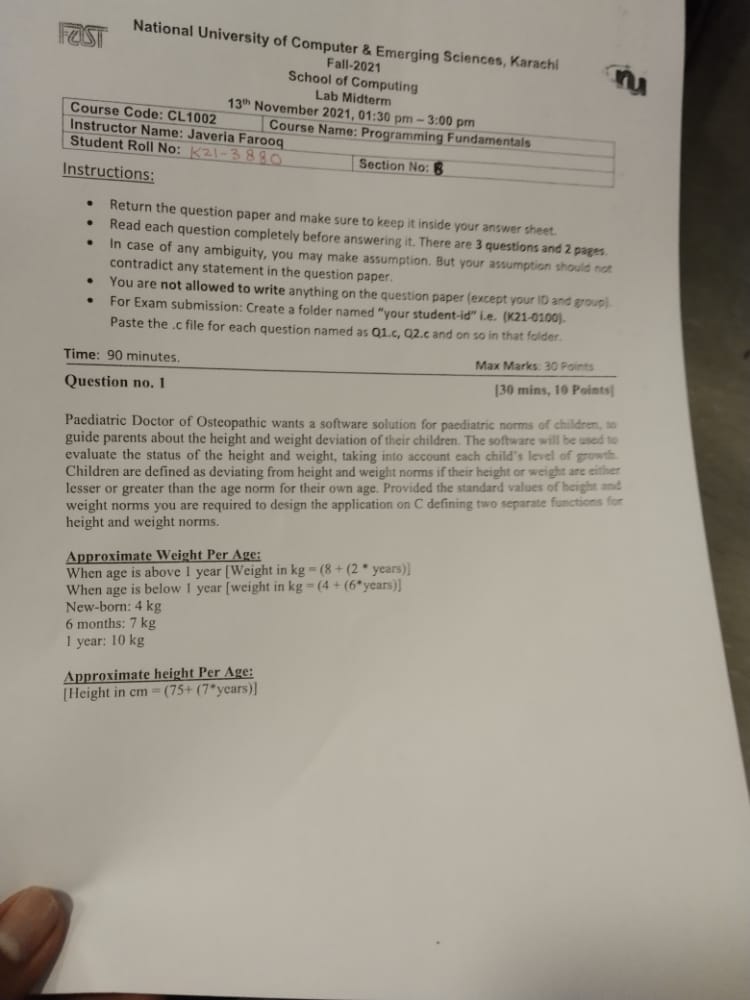 FAST
National University of Computer & Emerging Sciences, Karachi
Fall-2021
School of Computing
Lab Midterm
13th November 2021, 01:30 pm – 3:00 pm
nu
Course Code: CL1002 Course Name: Programming Fundamentals
Instructor Name: Javeria Farooq
Student Roll No: K21-3880 Section No: B
Instructions:
• Return the question paper and make sure to keep it inside your answer sheet.
• Read each question completely before answering it. There are 3 questions and 2 pages.
• In case of any ambiguity, you may make assumption. But your assumption should not
contradict any statement in the question paper.
• You are not allowed to write anything on the question paper (except your ID and group).
• For Exam submission: Create a folder named "your student-id" i.e. (K21-0100).
Paste the .c file for each question named as Q1.c, Q2.c and on so in that folder.
Time: 90 minutes.
Max Marks: 30 Points
Question no. 1
[30 mins, 10 Points]
Paediatric Doctor of Osteopathic wants a software solution for paediatric norms of children, to
guide parents about the height and weight deviation of their children. The software will be used to
evaluate the status of the height and weight, taking into account each child's level of growth.
Children are defined as deviating from height and weight norms if their height or weight are either
lesser or greater than the age norm for their own age. Provided the standard values of height and
weight norms you are required to design the application on C defining two separate functions for
height and weight norms.
Approximate Weight Per Age:
When age is above 1 year [Weight in kg = (8 + (2 * years)]
When age is below 1 year [weight in kg = (4 + (6*years)]
New-born: 4 kg
6 months: 7 kg
1 year: 10 kg
Approximate height Per Age:
[Height in cm = (75+ (7*years)]